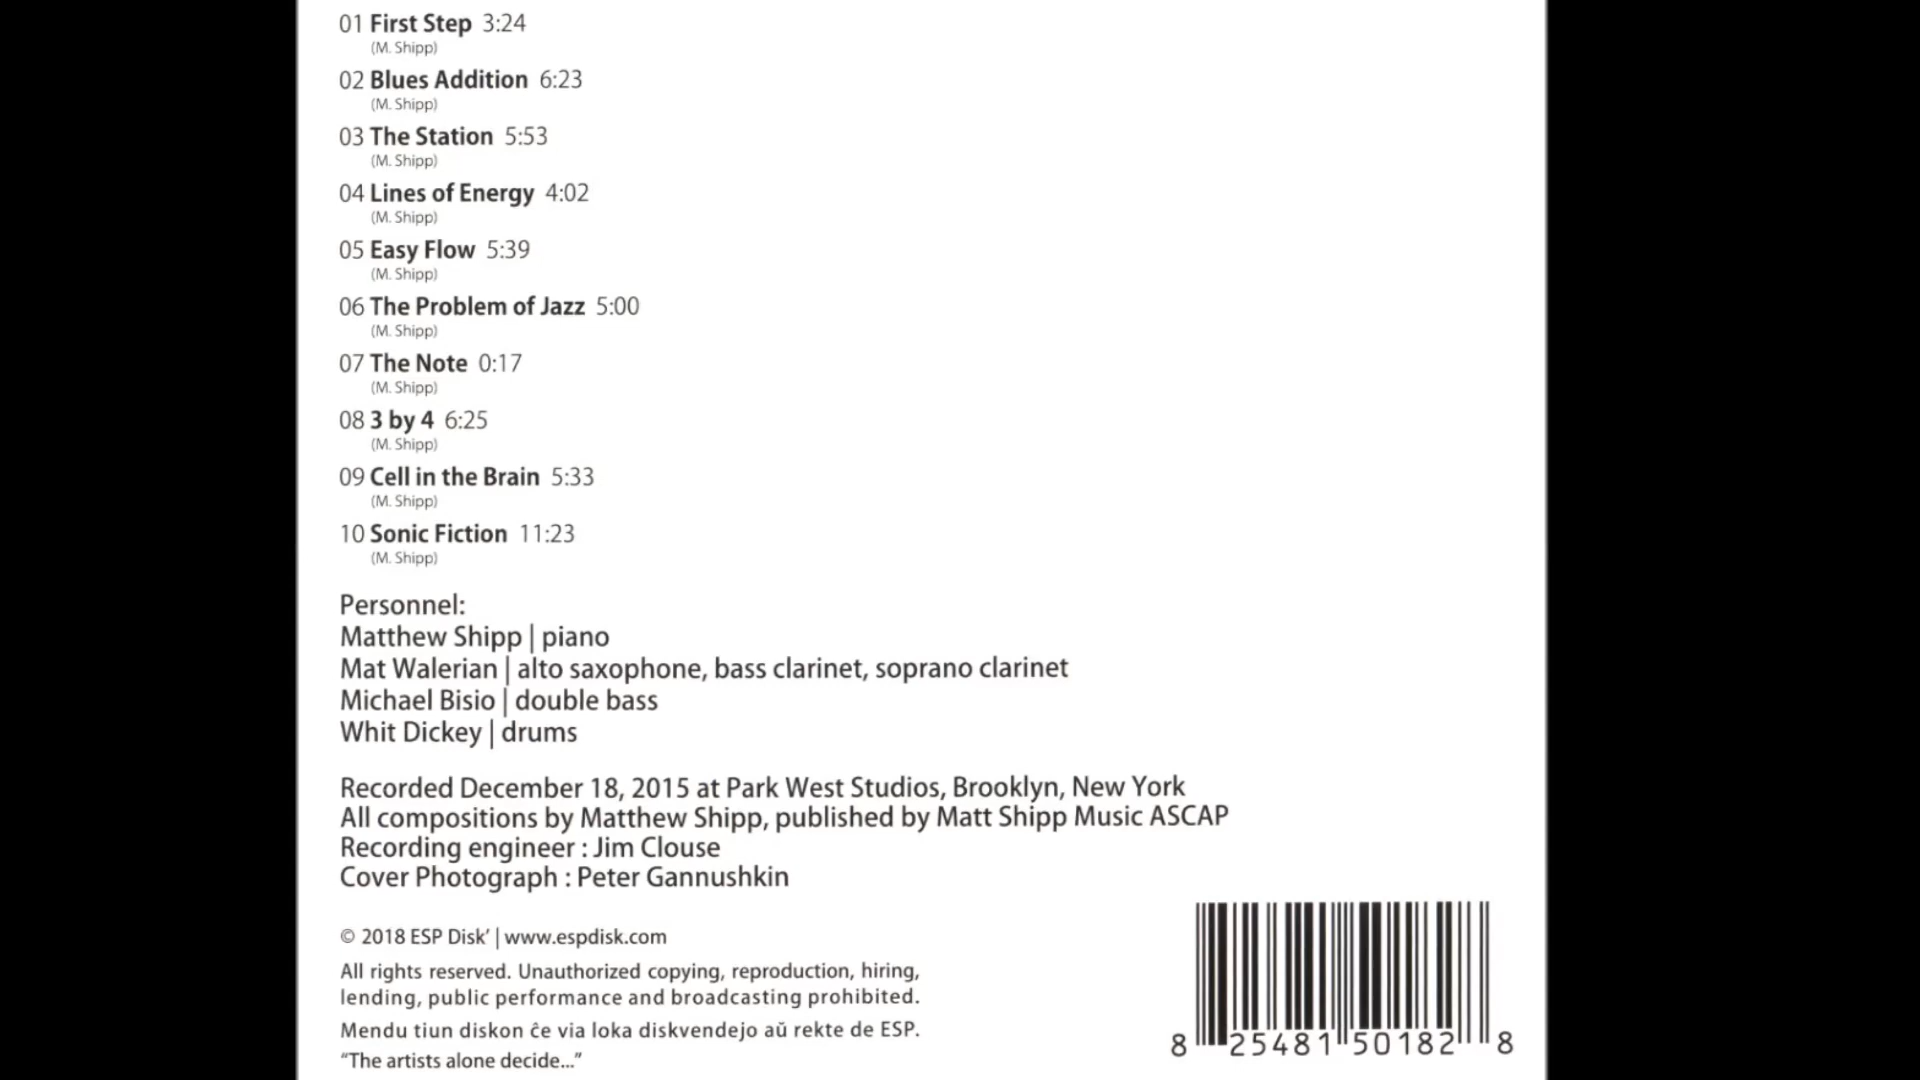 01 First Step 3:24
(M. Shipp)
02 Blues Addition 6:23
(M. Shipp)
03 The Station 5:53
(M. Shipp)
04 Lines of Energy 4:02
(M. Shipp)
05 Easy Flow 5:39
(M. Shipp)
06 The Problem of Jazz 5:00
(M. Shipp)
07 The Note 0:17
(M. Shipp)
08 3 by 4 6:25
(M. Shipp)
09 Cell in the Brain 5:33
(M. Shipp)
10 Sonic Fiction 11:23
(M. Shipp)
Personnel:
Matthew Shipp | piano
Mat Walerian | alto saxophone, bass clarinet, soprano clarinet
Michael Bisio | double bass
Whit Dickey | drums
Recorded December 18, 2015 at Park West Studios, Brooklyn, New York
All compositions by Matthew Shipp, published by Matt Shipp Music ASCAP
Recording engineer : Jim Clouse
Cover Photograph : Peter Gannushkin
© 2018 ESP Disk' | www.espdisk.com
All rights reserved. Unauthorized copying, reproduction, hiring,
lending, public performance and broadcasting prohibited.
Mendu tiun diskon ĉe via loka diskvendejo aŭ rekte de ESP.
“The artists alone decide...”
8 25481 50182 8